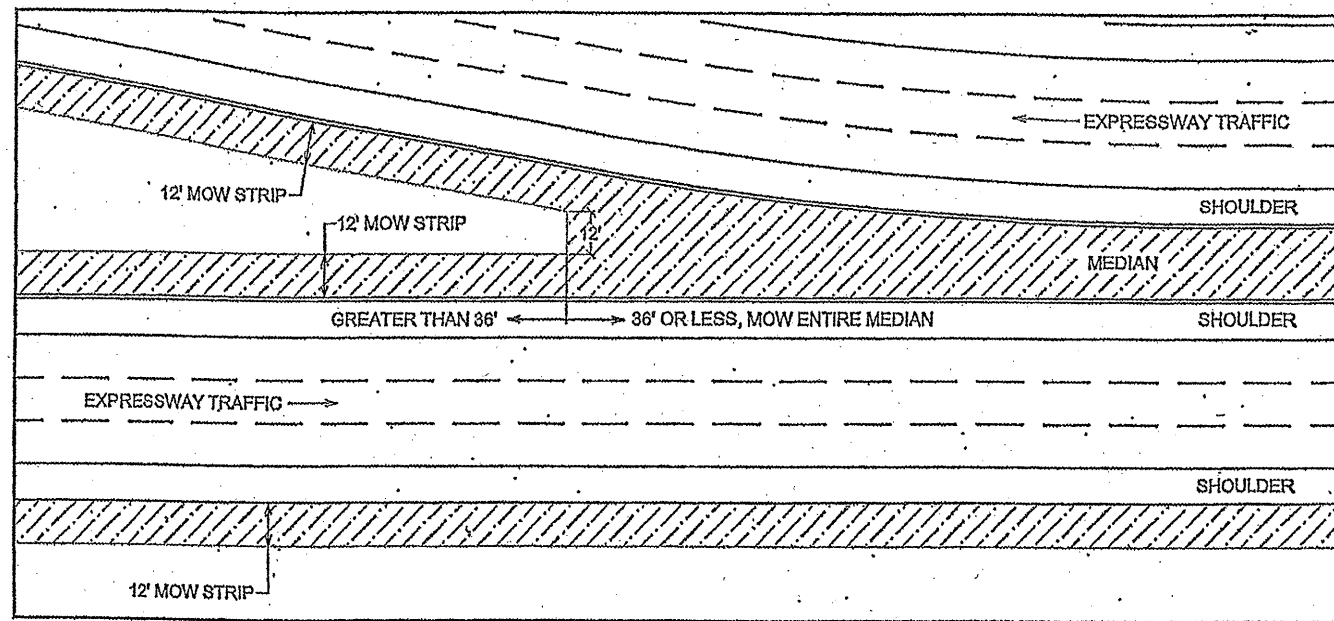 EXPRESSWAY TRAFFIC
12' MOW STRIP
SHOULDER
12' MOW STRIP
12'
MEDIAN
GREATER THAN 36'
36' OR LESS, MOW ENTIRE MEDIAN
SHOULDER
EXPRESSWAY TRAFFIC
SHOULDER
12' MOW STRIP